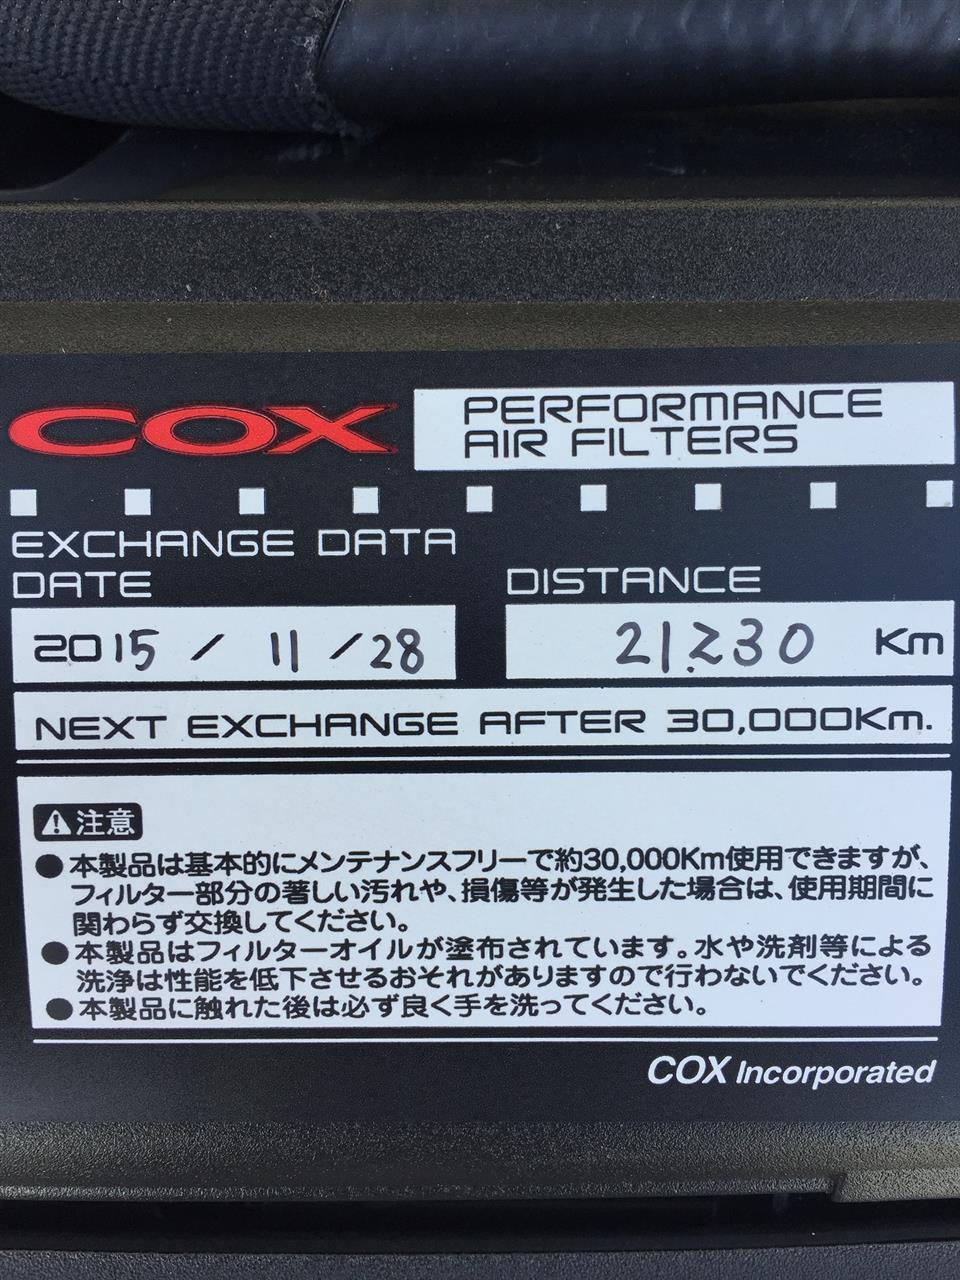 COX
PERFORMANCE
AIR FILTERS
EXCHANGE DATA
DATE
DISTANCE
2015 / 11 / 28
21.230 Km
NEXT EXCHANGE AFTER 30,000Km.
⚠注意
●本製品は基本的にメンテナンスフリーで約30,000Km使用できますが、
フィルター部分の著しい汚れや、損傷等が発生した場合は、使用期間に
関わらず交換してください。
●本製品はフィルターオイルが塗布されています。水や洗剤等による
洗浄は性能を低下させるおそれがありますので行わないでください。
●本製品に触れた後は必ず良く手を洗ってください。
COX Incorporated